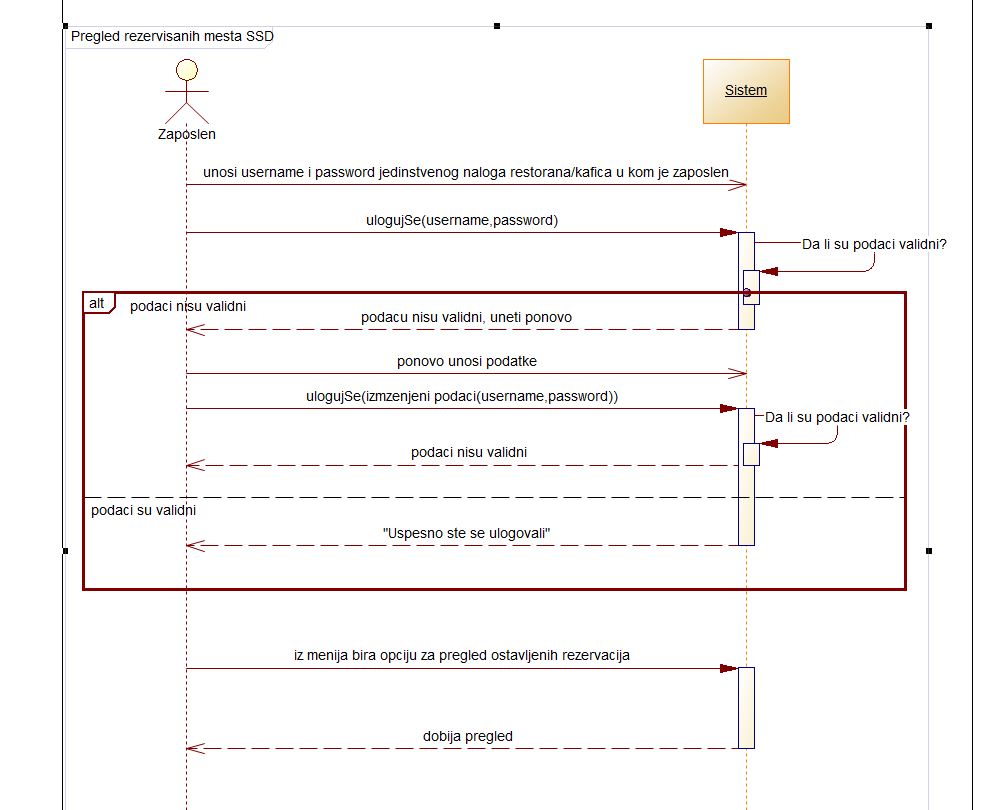 Pregled rezervisanih mesta SSD
Zaposlen
Sistem
unosi username i password jedinstvenog naloga restorana/kafica u kom je zaposlen
ulogujSe(username,password)
Da li su podaci validni?
alt
podaci nisu validni
podacu nisu validni, uneti ponovo
ponovo unosi podatke
ulogujSe(izmzenjeni podaci(username,password))
Da li su podaci validni?
podaci nisu validni
podaci su validni
"Uspesno ste se ulogovali"
iz menija bira opciju za pregled ostavljenih rezervacija
dobija pregled